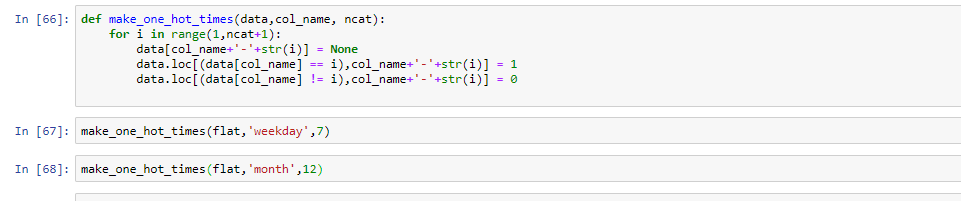 In [66]: def make_one_hot_times(data,col_name, ncat):
    for i in range(1,ncat+1):
        data[col_name+'-'+str(i)] = None
        data.loc[(data[col_name] == i),col_name+'-'+str(i)] = 1
        data.loc[(data[col_name] != i),col_name+'-'+str(i)] = 0
In [67]: make_one_hot_times(flat,'weekday',7)
In [68]: make_one_hot_times(flat,'month',12)